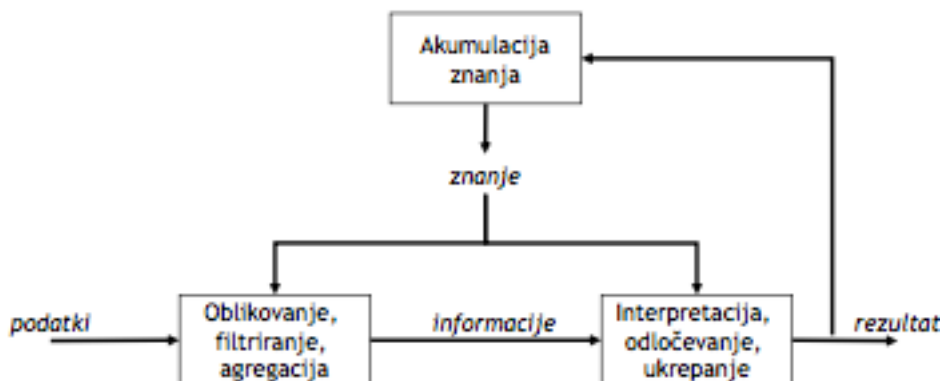 Akumulacija
znanja
znanje
podatki
Oblikovanje,
filtriranje,
agregacija
informacije
Interpretacija,
odločevanje,
ukrepanje
rezultat